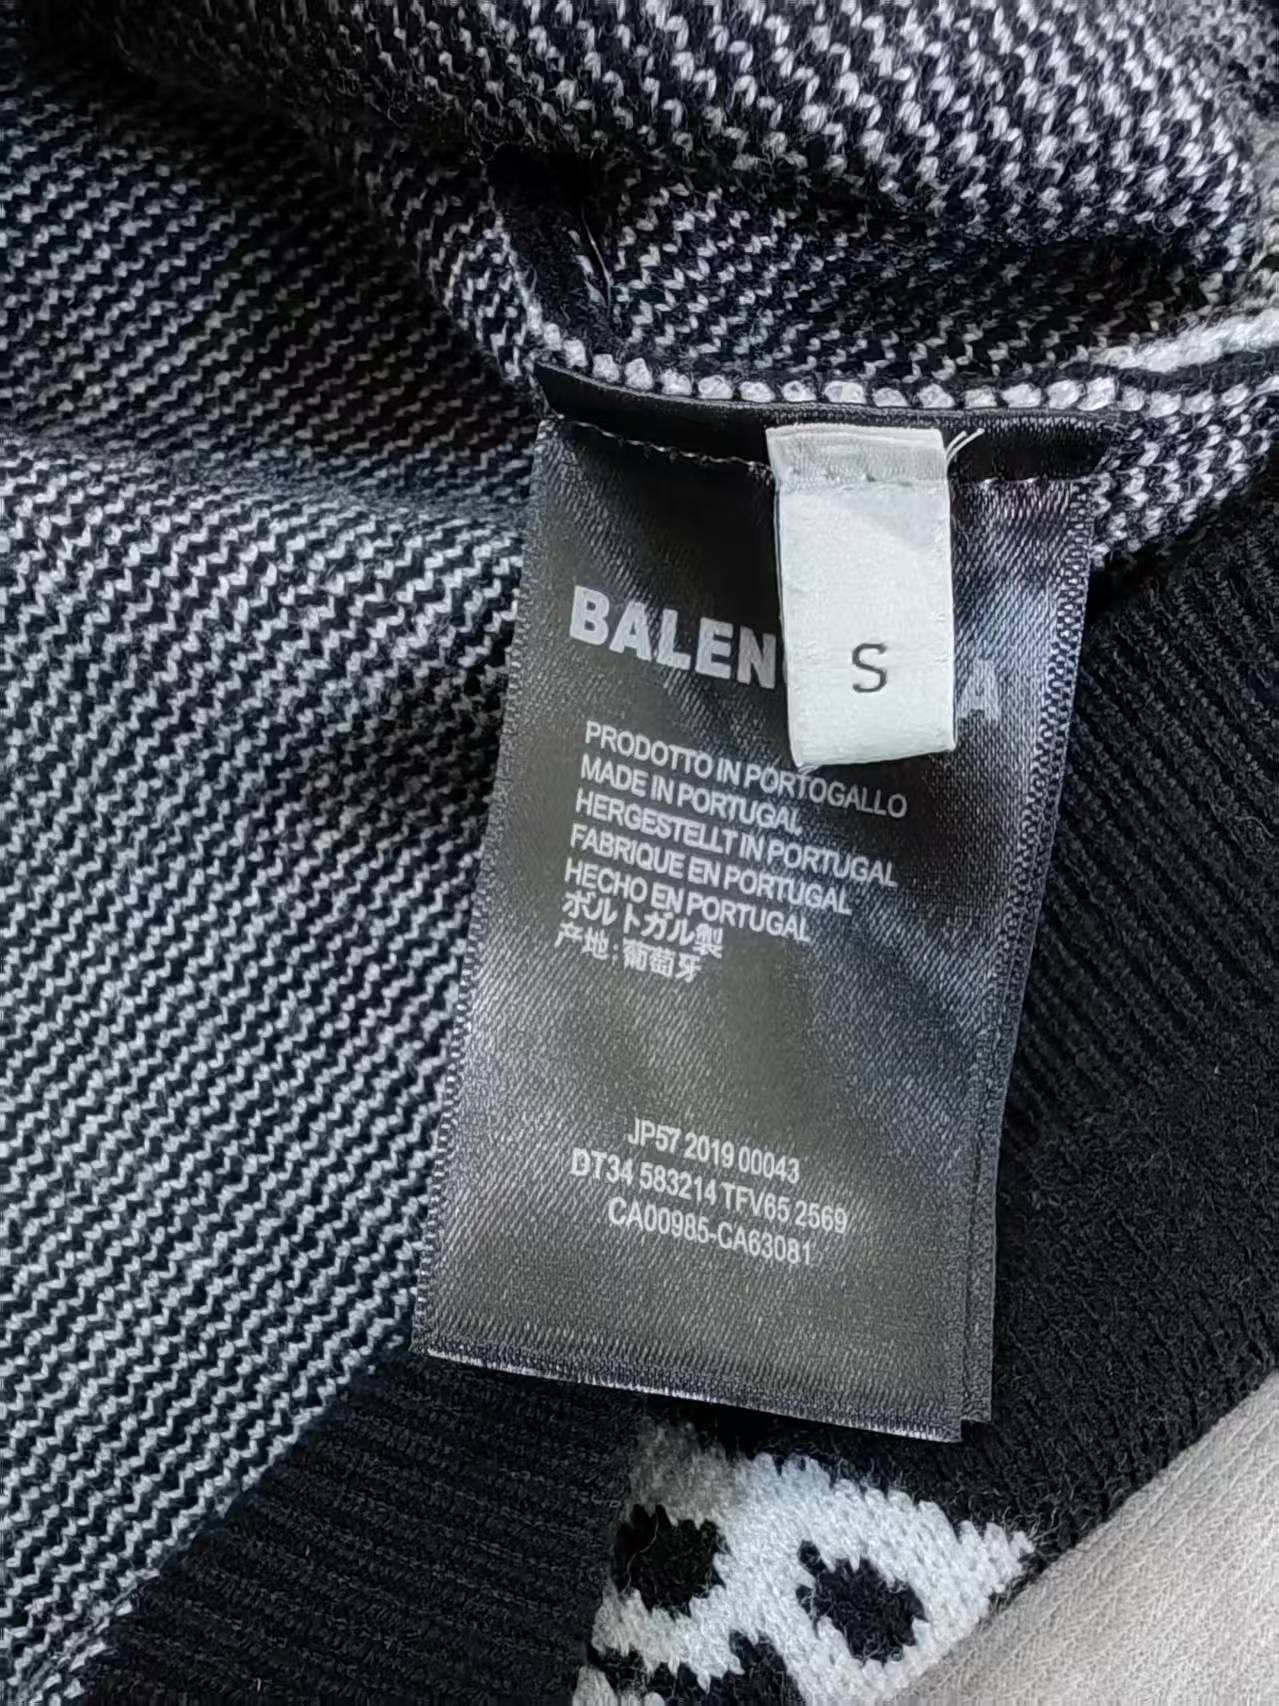 BALEN A
S
PRODOTTO IN PORTOGALLO
MADE IN PORTUGAL
HERGESTELLT IN PORTUGAL
FABRIQUE EN PORTUGAL
HECHO EN PORTUGAL
ポルトガル製
产地:葡萄牙
JP57 2019 00043
DT34 583214 TFV65 2569
CA00985-CA63081